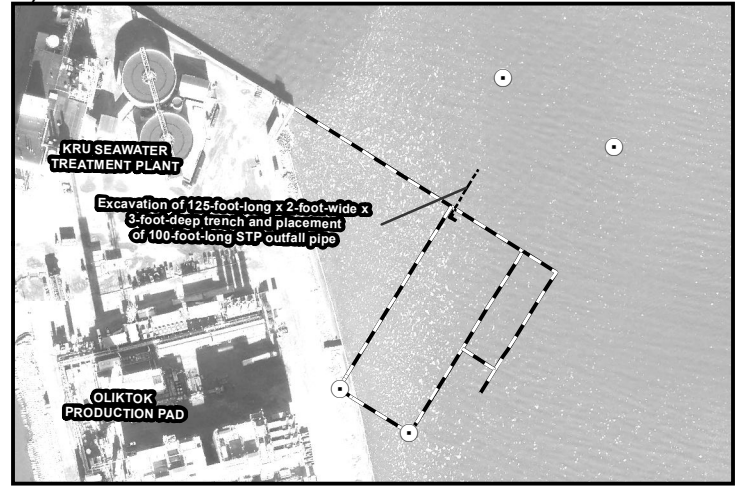 KRU SEAWATER
TREATMENT PLANT
Excavation of 125-foot-long x 2-foot-wide x
3-foot-deep trench and placement
of 100-foot-long STP outfall pipe
OLIKTOK
PRODUCTION PAD